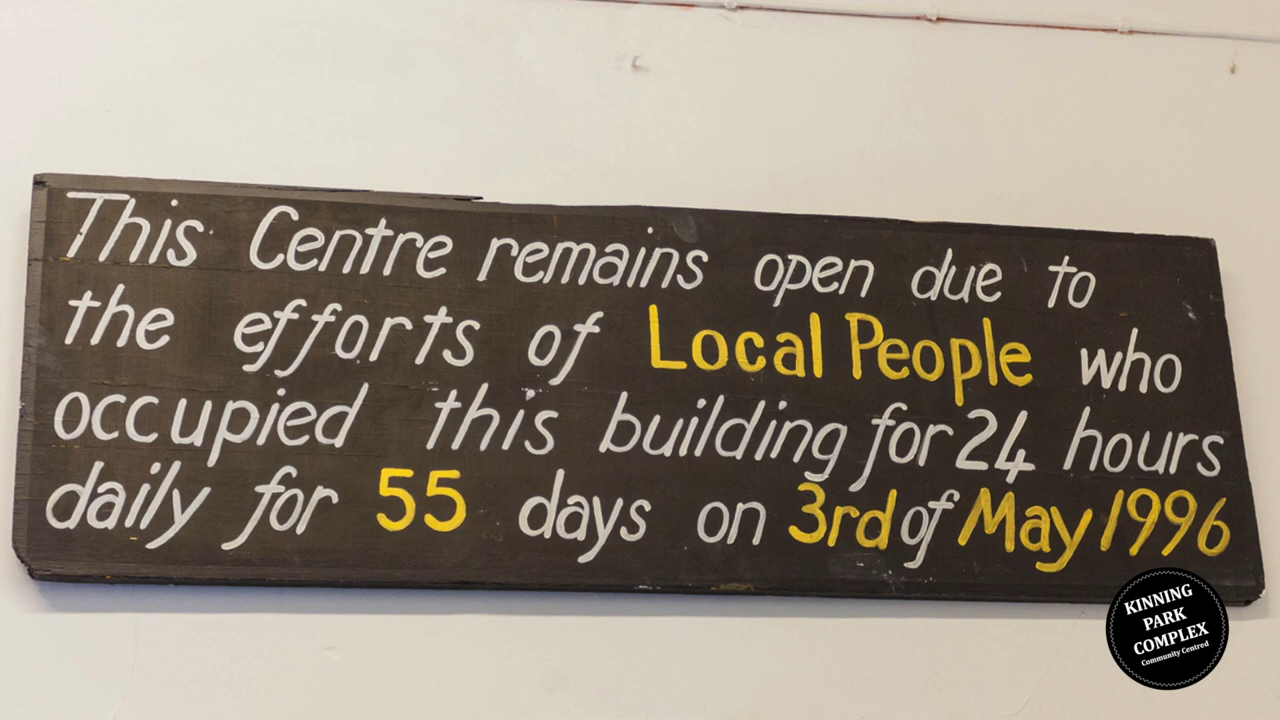 This Centre remains open due to
the efforts of Local People who
occupied this building for 24 hours
daily for 55 days on 3rd of May 1996
KINNING
PARK
COMPLEX
Community Centred